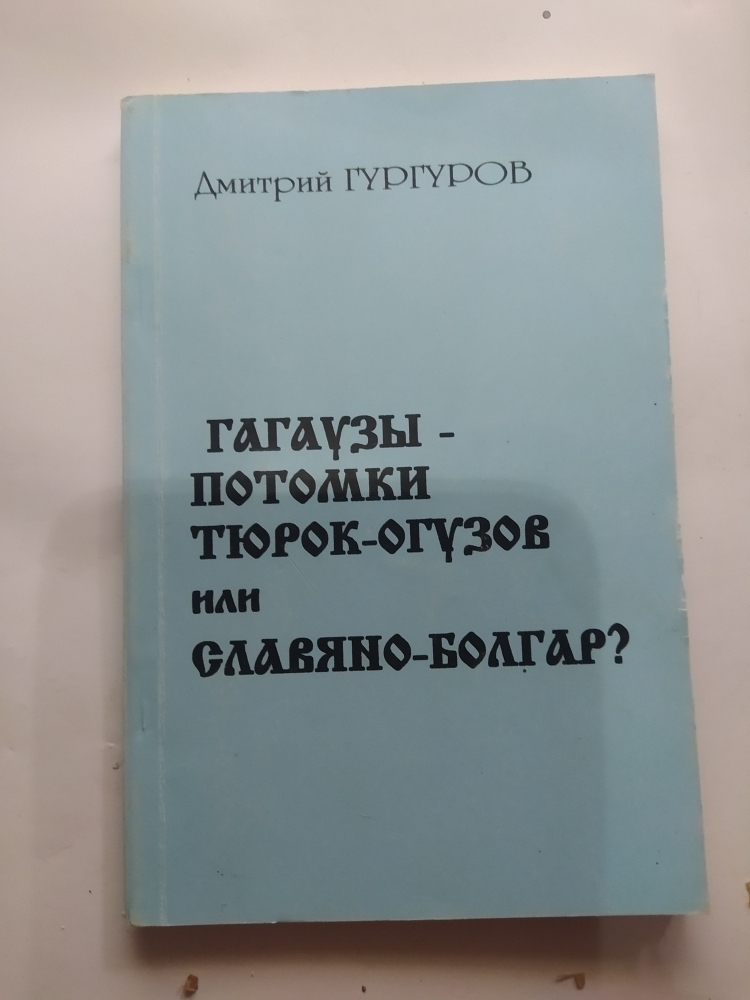 Дмитрий ГУРГУРОВ
ГАГАУЗЫ -
ПОТОМКИ
ТЮРОК-ОГУЗОВ
ИЛИ
СЛАВЯНО-БОЛГАР?